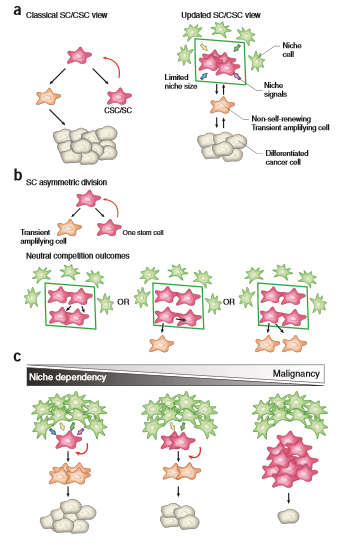 a
Classical SC/CSC view
Updated SC/CSC view
CSC/SC
Limited
niche size
Niche
cell
Niche
signals
Non-self-renewing
Transient amplifying cell
Differentiated
cancer cell
b
SC asymmetric division
Transient
amplifying cell
One stem cell
Neutral competition outcomes
OR
OR
c
Niche dependency
Malignancy